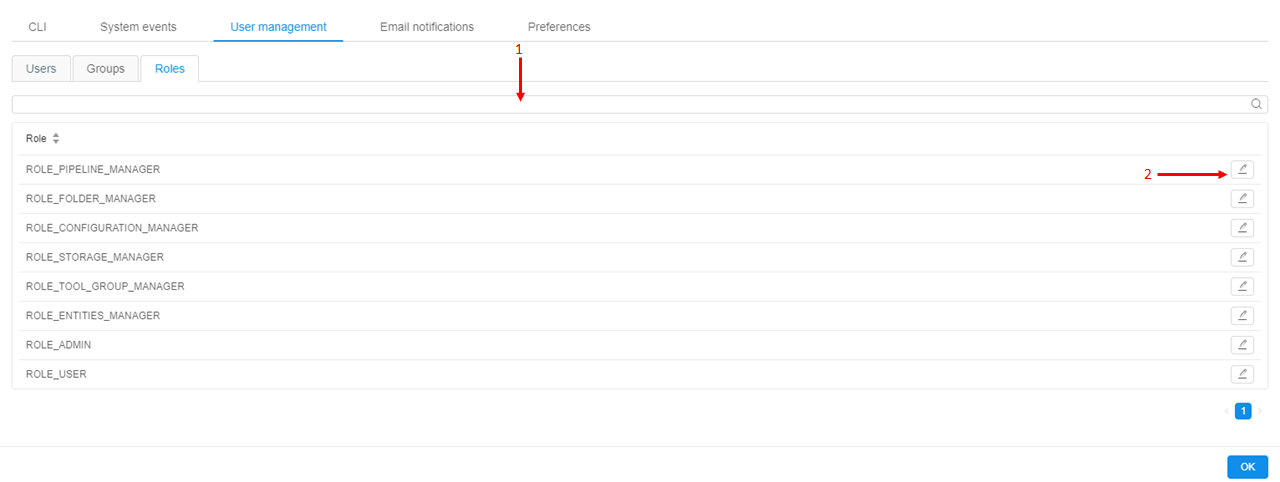 CLI System events User management Email notifications Preferences
1
Users Groups Roles
Role
ROLE_PIPELINE_MANAGER
2
ROLE_FOLDER_MANAGER
ROLE_CONFIGURATION_MANAGER
ROLE_STORAGE_MANAGER
ROLE_TOOL_GROUP_MANAGER
ROLE_ENTITIES_MANAGER
ROLE_ADMIN
ROLE_USER
1
OK